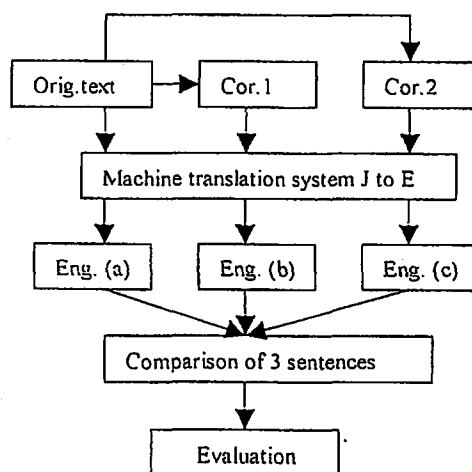 Orig.text
Cor.1
Cor.2
Machine translation system J to E
Eng. (a)
Eng. (b)
Eng. (c)
Comparison of 3 sentences
Evaluation